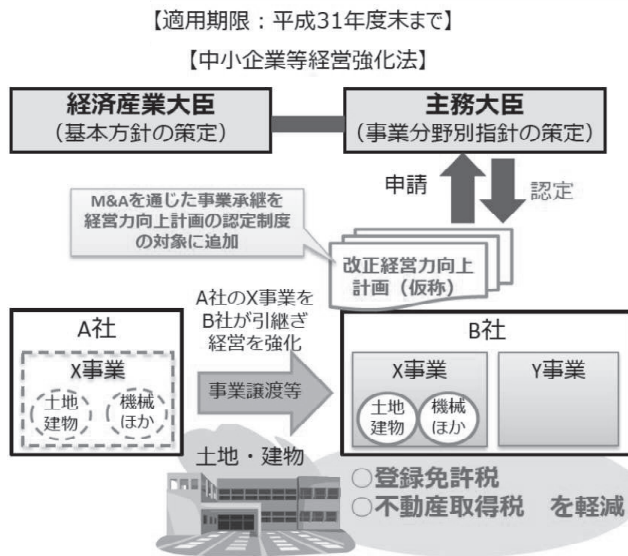 【適用期限：平成31年度末まで】
【中小企業等経営強化法】
経済産業大臣
（基本方針の策定）
主務大臣
（事業分野別指針の策定）
申請
認定
M&Aを通じた事業承継を
経営力向上計画の認定制度
の対象に追加
改正経営力向上
計画（仮称）
A社
X事業
土地
建物
機械
ほか
A社のX事業を
B社が引継ぎ
経営を強化
事業譲渡等
B社
X事業
土地
建物
機械
ほか
Y事業
土地・建物
○登録免許税
○不動産取得税　を軽減